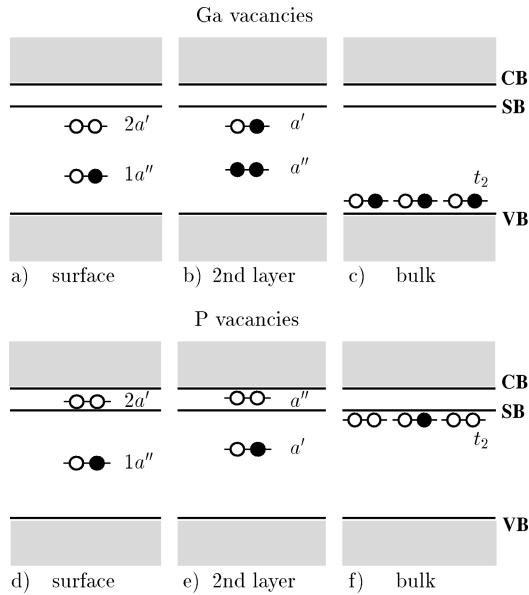 Ga vacancies
CB
SB
2a′
a′
1a″
a″
t₂
VB
a) surface
b) 2nd layer
c) bulk
P vacancies
CB
2a′
a″
SB
t₂
1a″
a′
VB
d) surface
e) 2nd layer
f) bulk